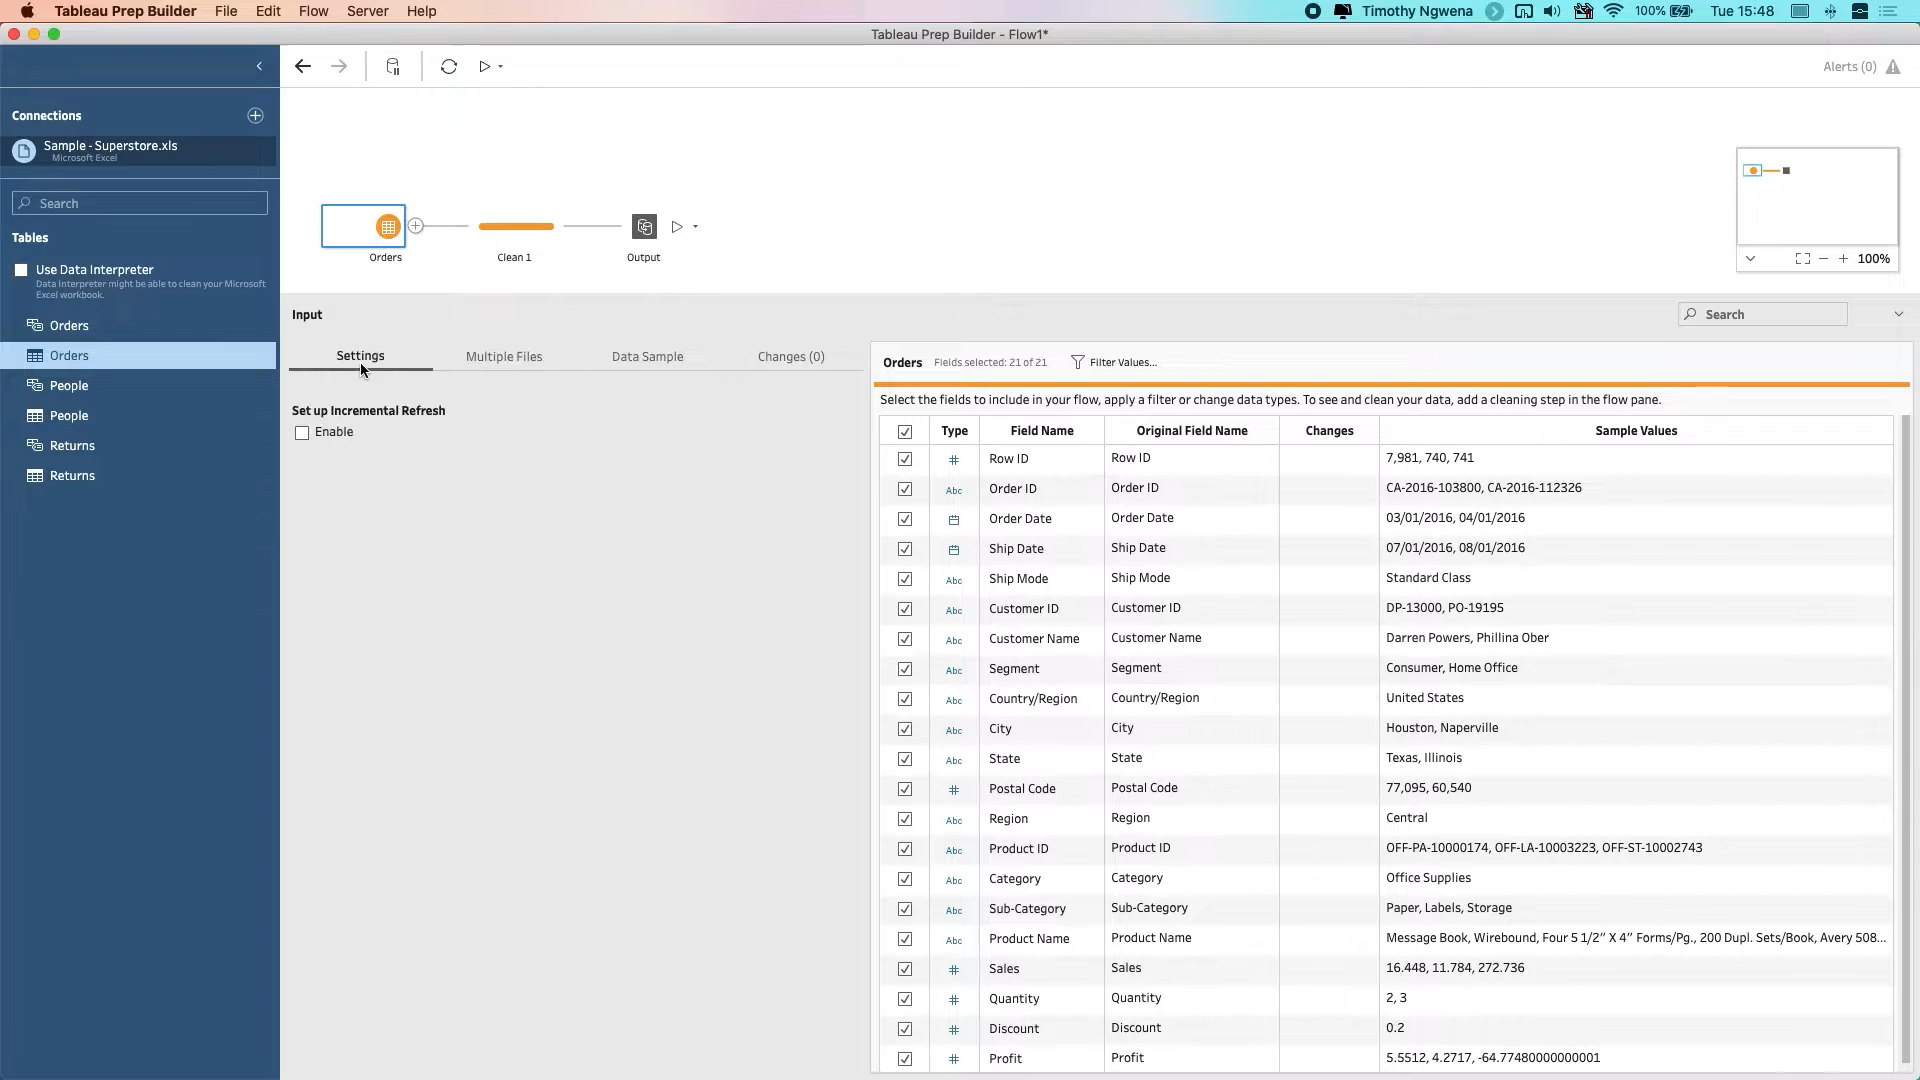 Tableau Prep Builder File Edit Flow Server Help
Timothy Ngwena 100% Tue 15:48
Tableau Prep Builder - Flow1*
Alerts (0)
Connections
Sample - Superstore.xls
Microsoft Excel
Search
Tables
Use Data Interpreter
Data Interpreter might be able to clean your Microsoft
Excel workbook.
Orders
Orders
People
People
Returns
Returns
Orders Clean 1 Output
100%
Input
Search
Settings Multiple Files Data Sample Changes (0)
Set up Incremental Refresh
Enable
Orders Fields selected: 21 of 21 Filter Values...
Select the fields to include in your flow, apply a filter or change data types. To see and clean your data, add a cleaning step in the flow pane.
Type Field Name Original Field Name Changes Sample Values
# Row ID Row ID 7,981, 740, 741
Abc Order ID Order ID CA-2016-103800, CA-2016-112326
Order Date Order Date 03/01/2016, 04/01/2016
Ship Date Ship Date 07/01/2016, 08/01/2016
Abc Ship Mode Ship Mode Standard Class
Abc Customer ID Customer ID DP-13000, PO-19195
Abc Customer Name Customer Name Darren Powers, Phillina Ober
Abc Segment Segment Consumer, Home Office
Abc Country/Region Country/Region United States
Abc City City Houston, Naperville
Abc State State Texas, Illinois
# Postal Code Postal Code 77,095, 60,540
Abc Region Region Central
Abc Product ID Product ID OFF-PA-10000174, OFF-LA-10003223, OFF-ST-10002743
Abc Category Category Office Supplies
Abc Sub-Category Sub-Category Paper, Labels, Storage
Abc Product Name Product Name Message Book, Wirebound, Four 5 1/2" X 4" Forms/Pg., 200 Dupl. Sets/Book, Avery 508...
# Sales Sales 16.448, 11.784, 272.736
# Quantity Quantity 2, 3
# Discount Discount 0.2
# Profit Profit 5.5512, 4.2717, -64.77480000000001